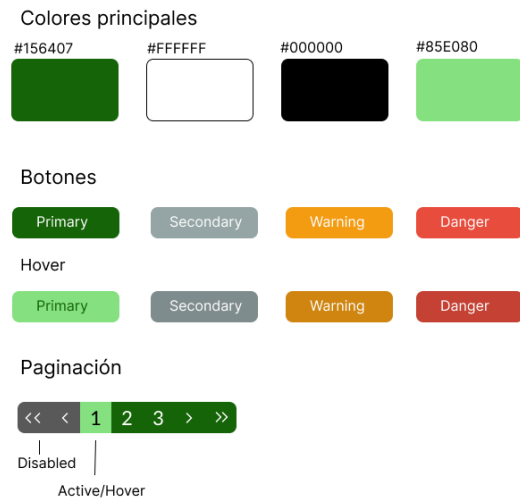 Colores principales
#156407 #FFFFFF #000000 #85E080
Botones
Primary Secondary Warning Danger
Hover
Primary Secondary Warning Danger
Paginación
<< < 1 2 3 > >>
Disabled
Active/Hover